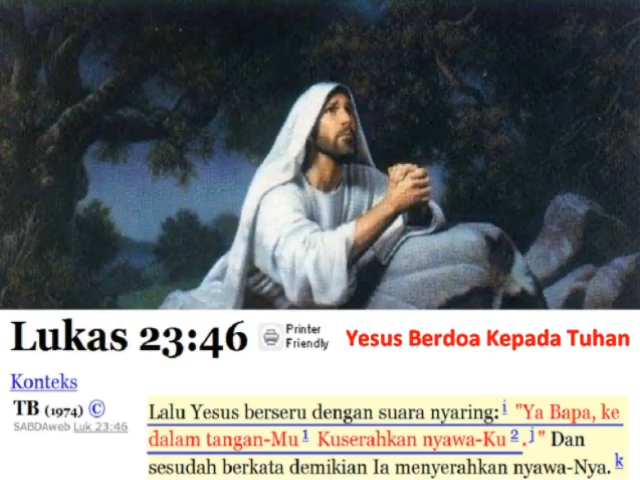 Lukas 23:46 Printer Friendly Yesus Berdoa Kepada Tuhan
Konteks
TB (1974) ©
SABDAweb Luk 23:46
Lalu Yesus berseru dengan suara nyaring: i "Ya Bapa, ke
dalam tangan-Mu 1 Kuserahkan nyawa-Ku 2 . j " Dan
sesudah berkata demikian Ia menyerahkan nyawa-Nya. k